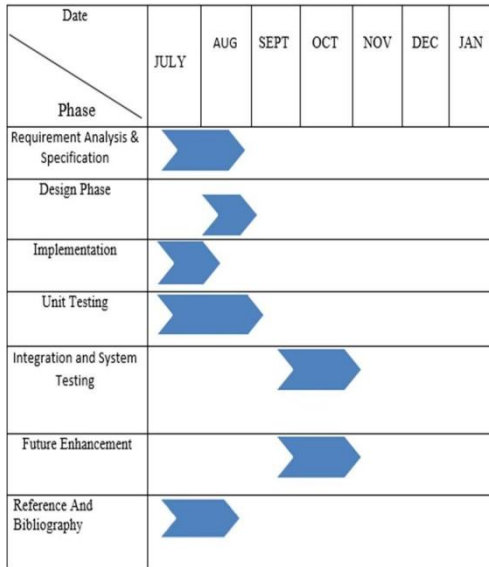 Date
JULY AUG SEPT OCT NOV DEC JAN
Phase
Requirement Analysis &
Specification
Design Phase
Implementation
Unit Testing
Integration and System
Testing
Future Enhancement
Reference And
Bibliography